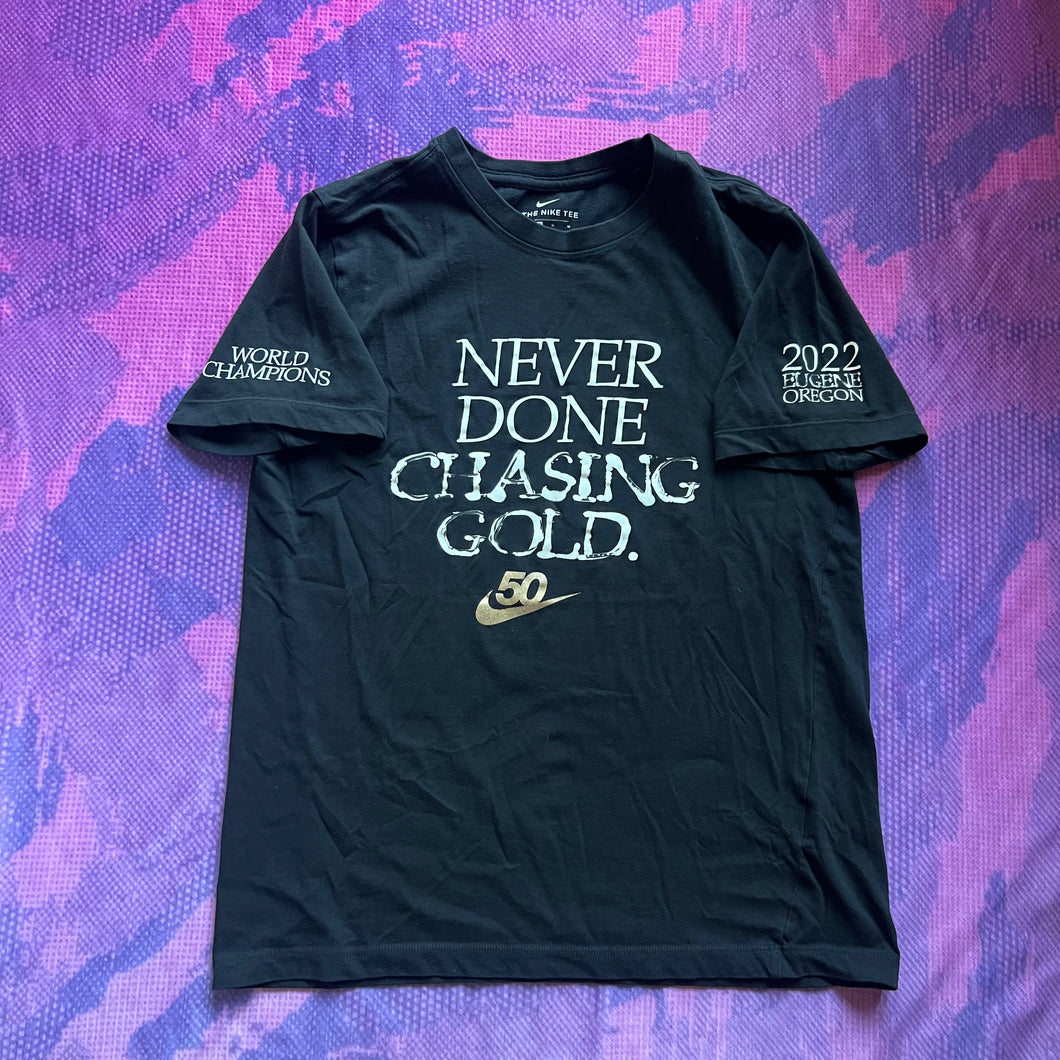 THE NIKE TEE
WORLD
CHAMPIONS
NEVER
DONE
CHASING
GOLD.
50
2022
EUGENE
OREGON